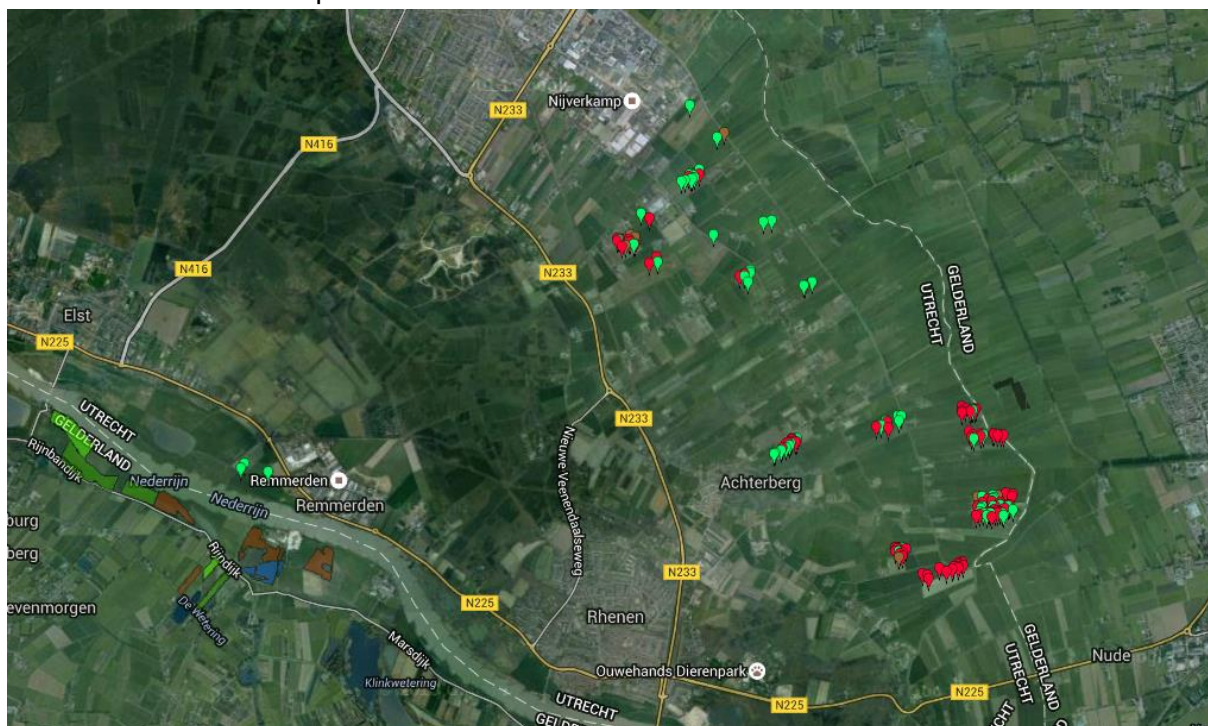 Nijverkamp
N233
N416
N416
N233
Elst
N225
GELDERLAND
UTRECHT
UTRECHT
GELDERLAND
N233
Rijnbandijk
Nederrijn
Nederrijn
Remmerden
Remmerden
Nieuwe Veenendaalseweg
Achterberg
burg
berg
Rijndijk
De Wetering
evenmorgen
N233
N225
Rhenen
Marsdijk
Klinkwetering
Ouwehands Dierenpark
UTRECHT
N225
N225
GELDERLAND
UTRECHT
Nude